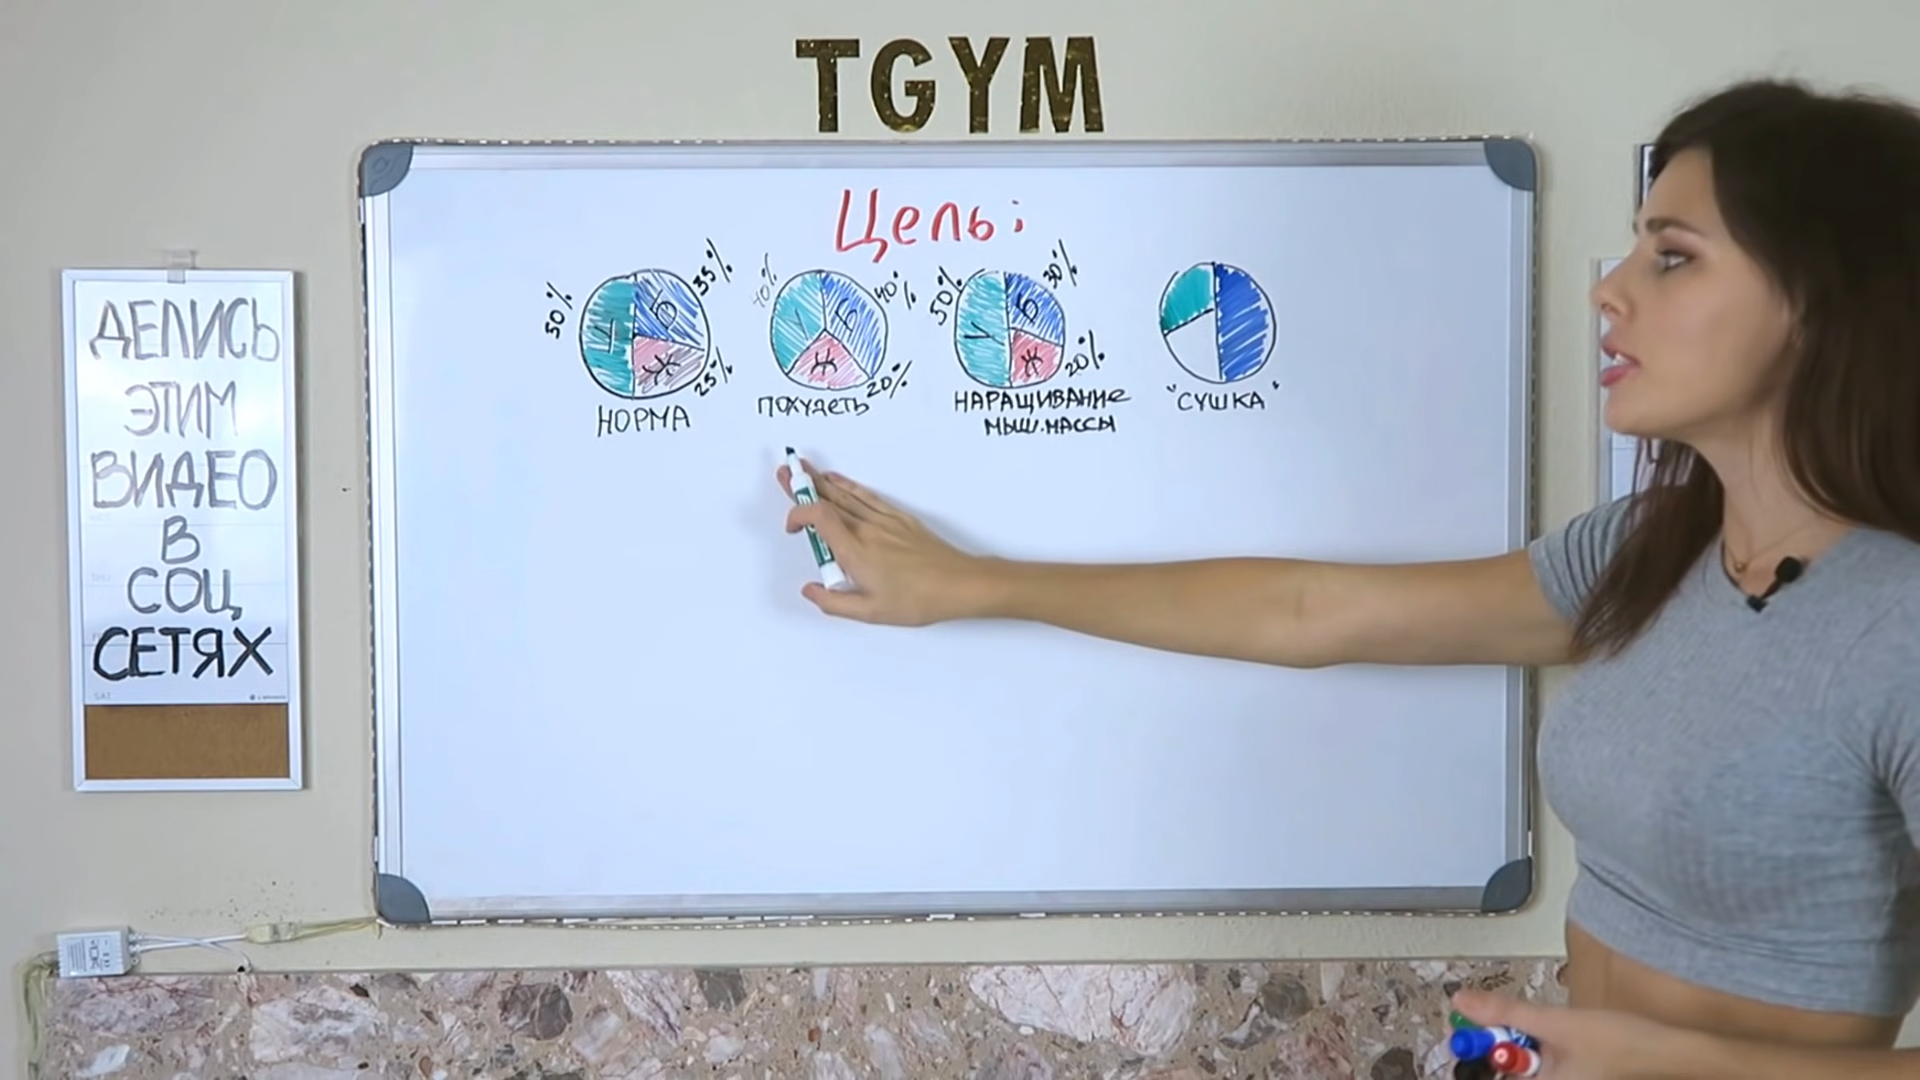 TGYM
Цель:
50% У Б 35% Ж 25%
НОРМА
40% У Б 40% Ж 20%
ПОХУДЕТЬ
50% У Б 30% Ж 20%
НАРАЩИВАНИЕ
МЫШ. МАССЫ
"СУШКА"
ДЕЛИСЬ
ЭТИМ
ВИДЕО
В
СОЦ
СЕТЯХ
SAT